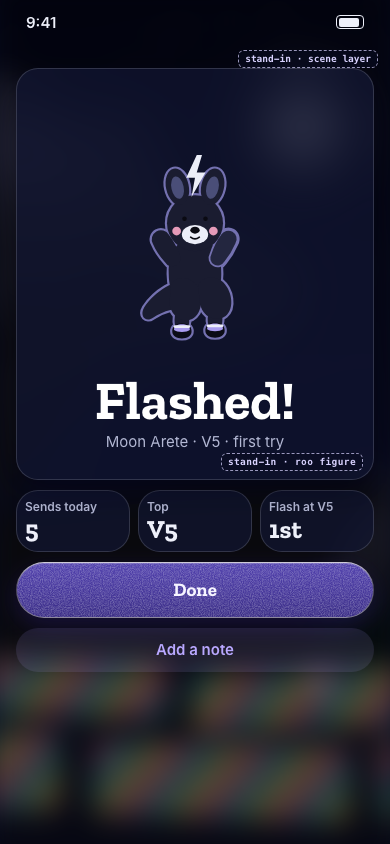 9:41
stand-in · scene layer
Flashed!
Moon Arete · V5 · first try
stand-in · roo figure
Sends today
5
Top
V5
Flash at V5
1st
Done
Add a note